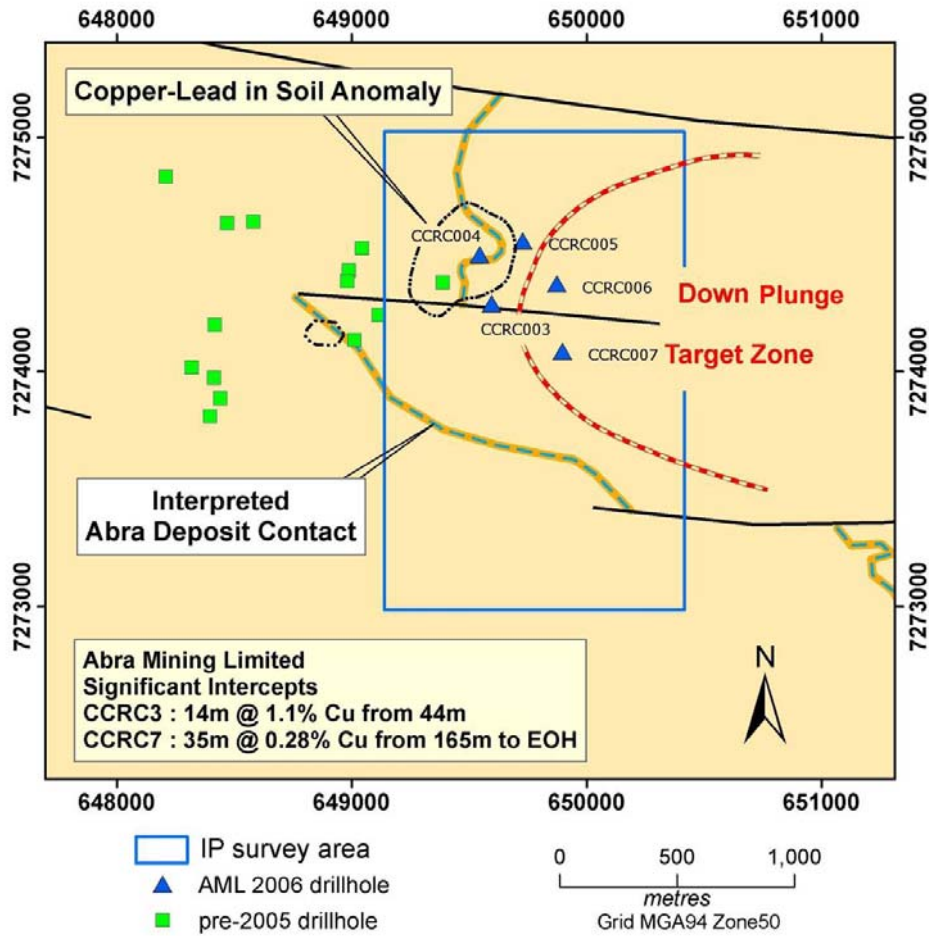 648000 649000 650000 651000
Copper-Lead in Soil Anomaly
7275000
7275000
CCRC004
CCRC005
CCRC006
Down Plunge
CCRC003
CCRC007
Target Zone
7274000
7274000
Interpreted
Abra Deposit Contact
7273000
7273000
Abra Mining Limited
Significant Intercepts
CCRC3 : 14m @ 1.1% Cu from 44m
CCRC7 : 35m @ 0.28% Cu from 165m to EOH
N
648000 649000 650000 651000
IP survey area
AML 2006 drillhole
pre-2005 drillhole
0 500 1,000
metres
Grid MGA94 Zone50